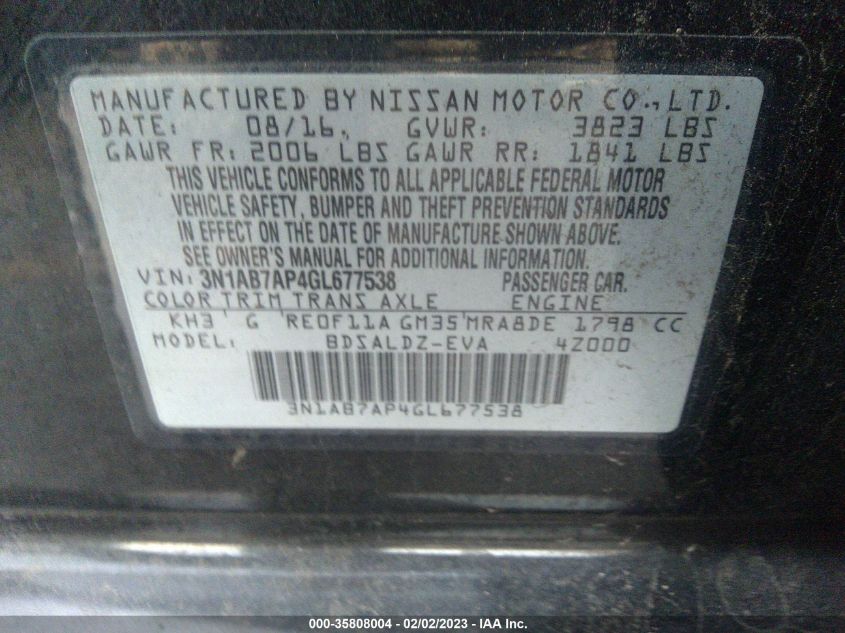 MANUFACTURED BY NISSAN MOTOR CO., LTD.
DATE: 08/16, GVWR: 3823 LBS
GAWR FR: 2006 LBS GAWR RR: 1841 LBS
THIS VEHICLE CONFORMS TO ALL APPLICABLE FEDERAL MOTOR
VEHICLE SAFETY, BUMPER AND THEFT PREVENTION STANDARDS
IN EFFECT ON THE DATE OF MANUFACTURE SHOWN ABOVE.
SEE OWNER'S MANUAL FOR ADDITIONAL INFORMATION.
VIN: 3N1AB7AP4GL677538 PASSENGER CAR.
COLOR TRIM TRANS AXLE ENGINE
KH3 G RE0F11A GM35 MRA8DE 1798 CC
MODEL: BDSALDZ-EVA 4Z000
3N1AB7AP4GL677538
000-35808004 - 02/02/2023 - IAA Inc.